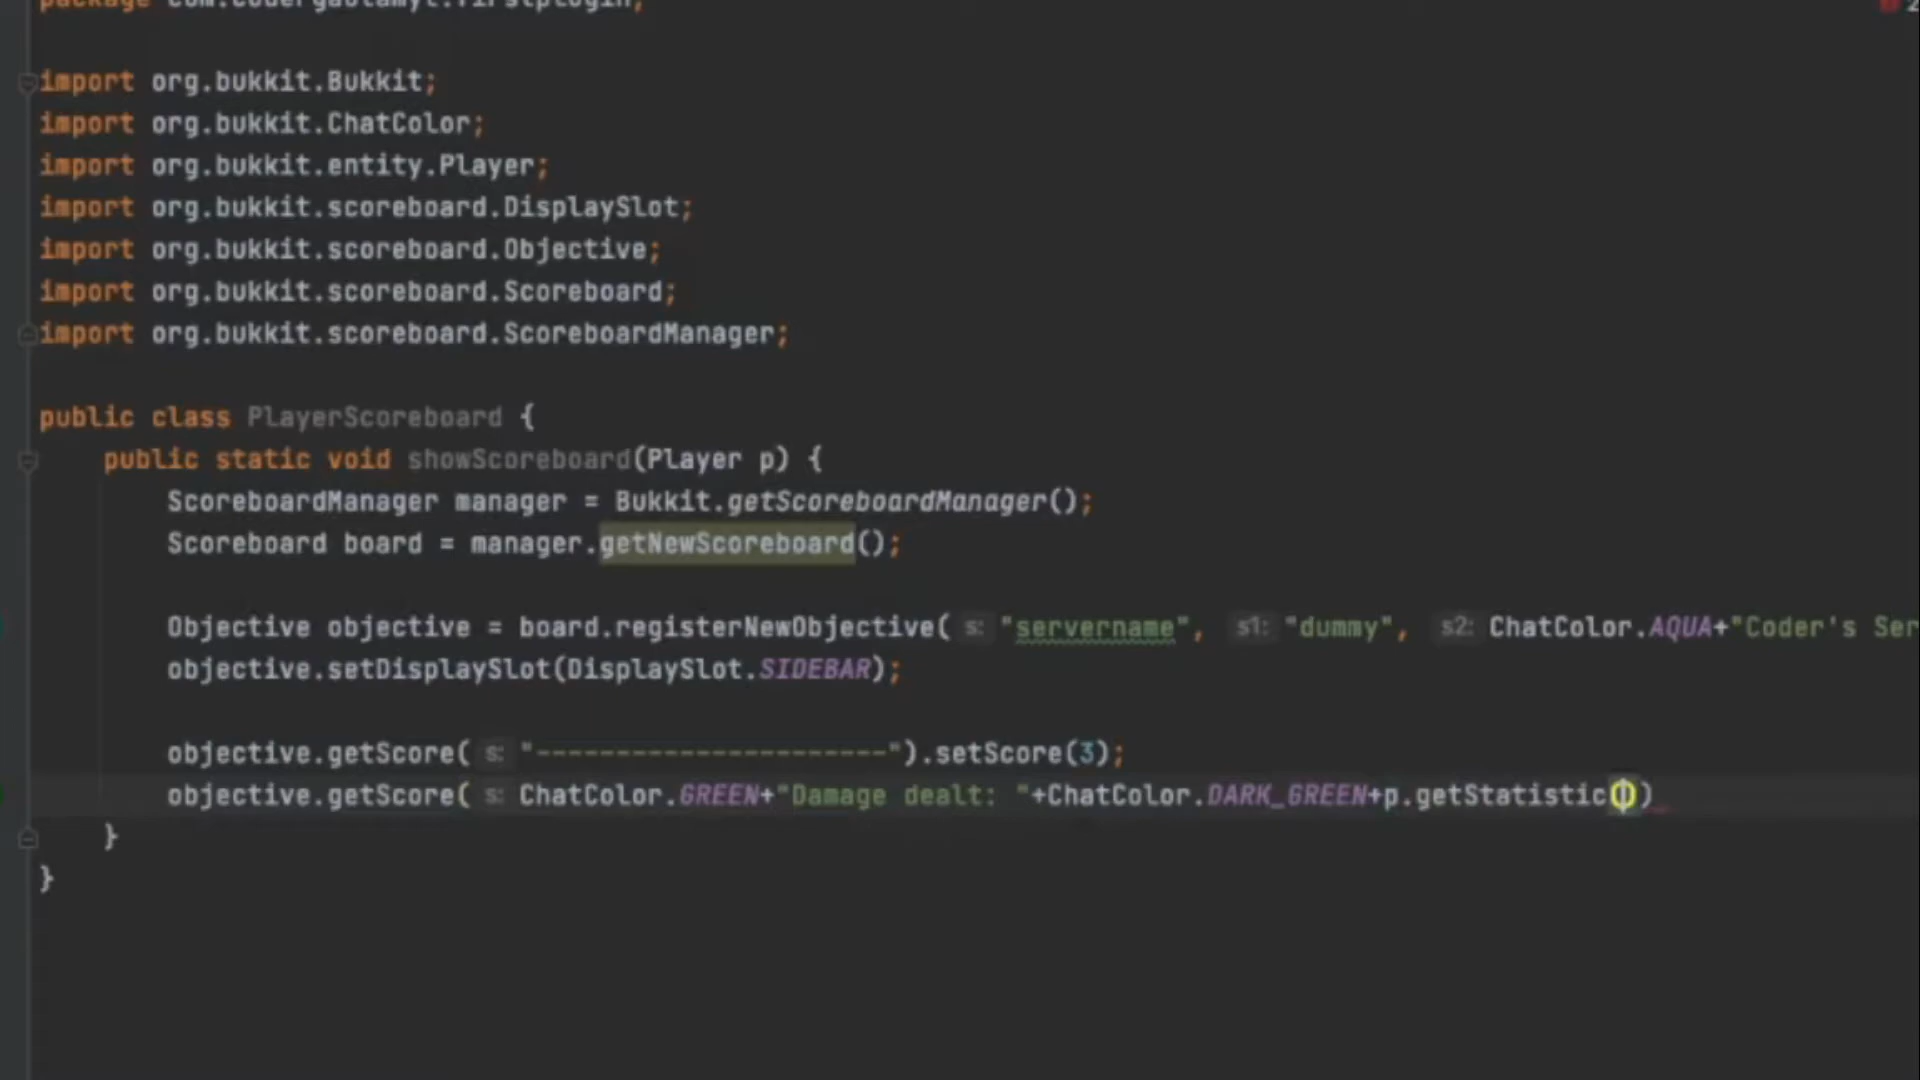 package
import org.bukkit.Bukkit;
import org.bukkit.ChatColor;
import org.bukkit.entity.Player;
import org.bukkit.scoreboard.DisplaySlot;
import org.bukkit.scoreboard.Objective;
import org.bukkit.scoreboard.Scoreboard;
import org.bukkit.scoreboard.ScoreboardManager;
public class PlayerScoreboard {
public static void showScoreboard(Player p) {
ScoreboardManager manager = Bukkit.getScoreboardManager();
Scoreboard board = manager.getNewScoreboard();
Objective objective = board.registerNewObjective( s: "servername", s1: "dummy", s2: ChatColor.AQUA+"Coder's Ser
objective.setDisplaySlot(DisplaySlot.SIDEBAR);
objective.getScore( s: "----------------------").setScore(3);
objective.getScore( s: ChatColor.GREEN+"Damage dealt: "+ChatColor.DARK_GREEN+p.getStatistic())
}
}